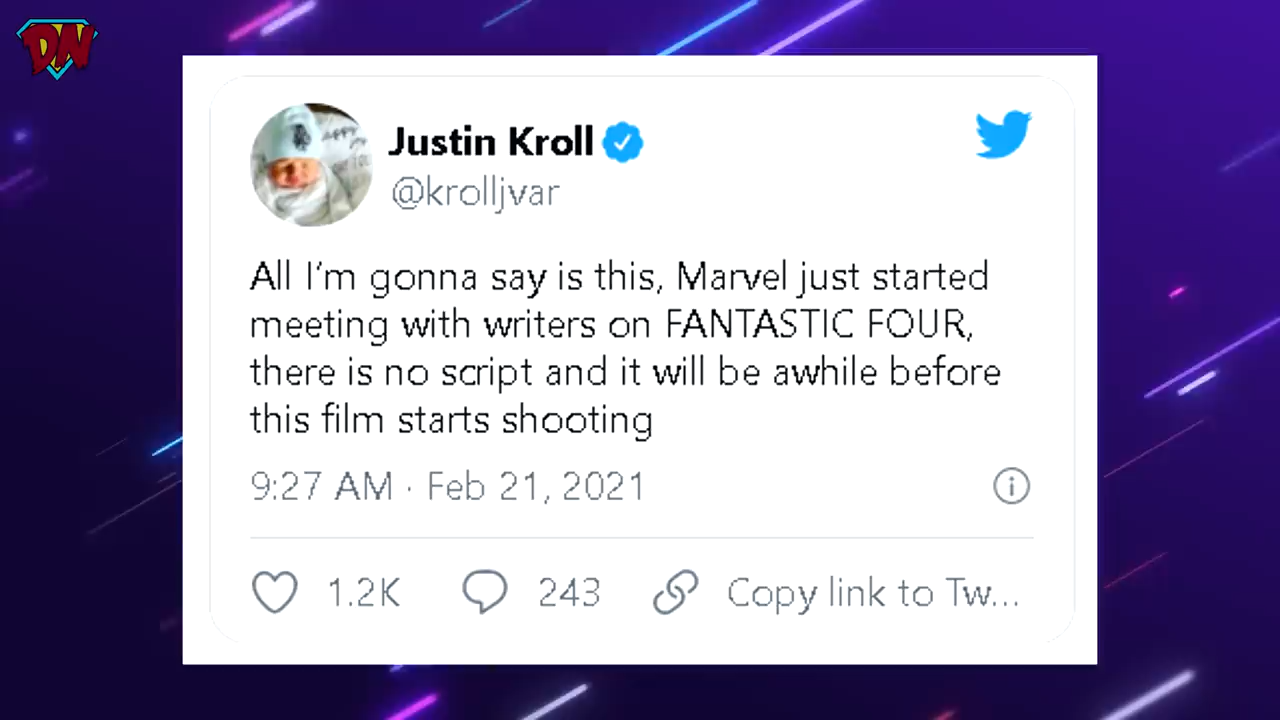 DN
Justin Kroll
@krolljvar
All I'm gonna say is this, Marvel just started
meeting with writers on FANTASTIC FOUR,
there is no script and it will be awhile before
this film starts shooting
9:27 AM · Feb 21, 2021
1.2K 243 Copy link to Tw...